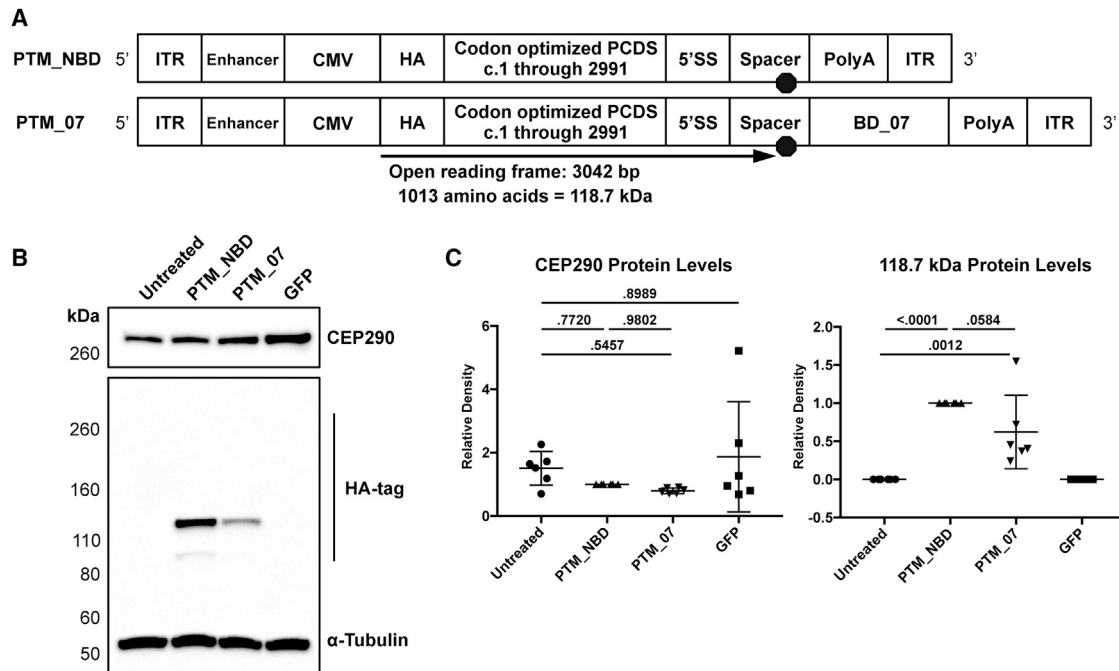 A
PTM_NBD 5' ITR Enhancer CMV HA Codon optimized PCDS c.1 through 2991 5'SS Spacer PolyA ITR 3'
PTM_07 5' ITR Enhancer CMV HA Codon optimized PCDS c.1 through 2991 5'SS Spacer BD_07 PolyA ITR 3'
Open reading frame: 3042 bp
1013 amino acids = 118.7 kDa
B
Untreated PTM_NBD PTM_07 GFP
kDa
CEP290
260
260
160
HA-tag
110
80
60
α-Tubulin
50
C
CEP290 Protein Levels
.8989
.7720 .9802
.5457
Relative Density
6
4
2
0
Untreated PTM_NBD PTM_07 GFP
118.7 kDa Protein Levels
<.0001 .0584
.0012
Relative Density
2.0
1.5
1.0
0.5
0.0
-0.5
Untreated PTM_NBD PTM_07 GFP